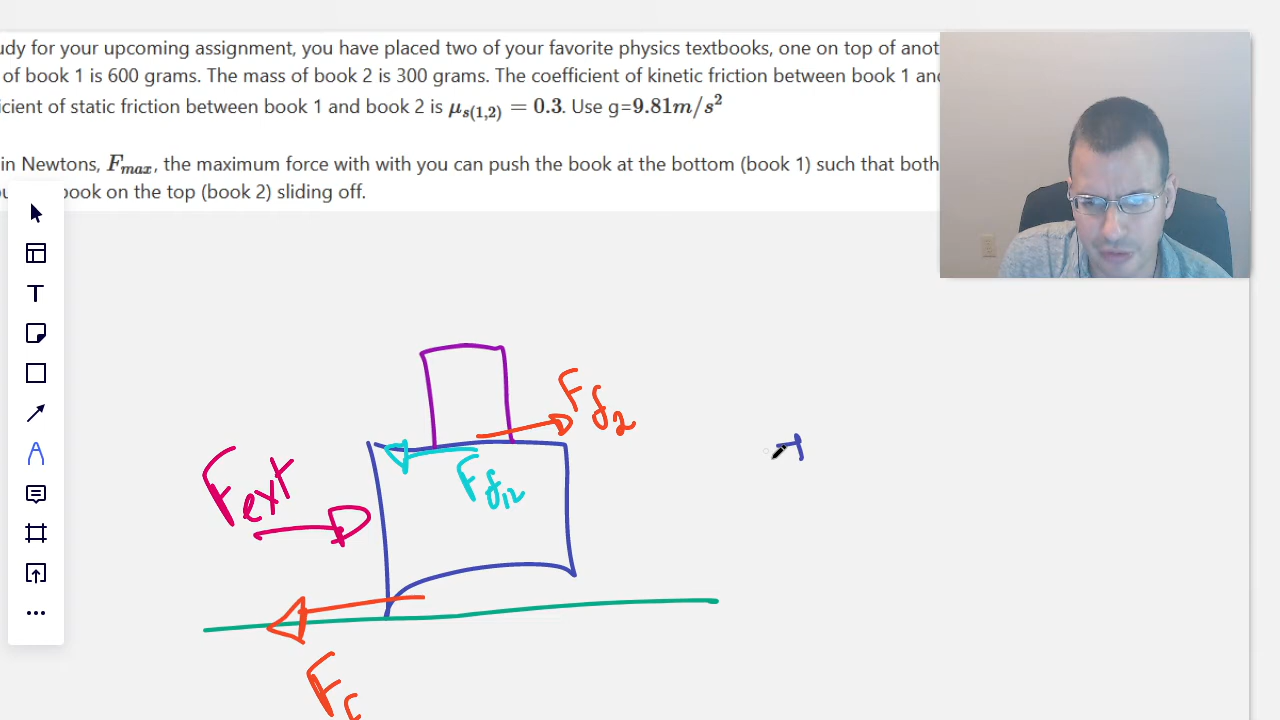 udy for your upcoming assignment, you have placed two of your favorite physics textbooks, one on top of anot
of book 1 is 600 grams. The mass of book 2 is 300 grams. The coefficient of kinetic friction between book 1 and
icient of static friction between book 1 and book 2 is μs(1,2) = 0.3. Use g=9.81m/s²
in Newtons, Fmax, the maximum force with with you can push the book at the bottom (book 1) such that both
book on the top (book 2) sliding off.
Ff2
Fext
Ff12
Ff